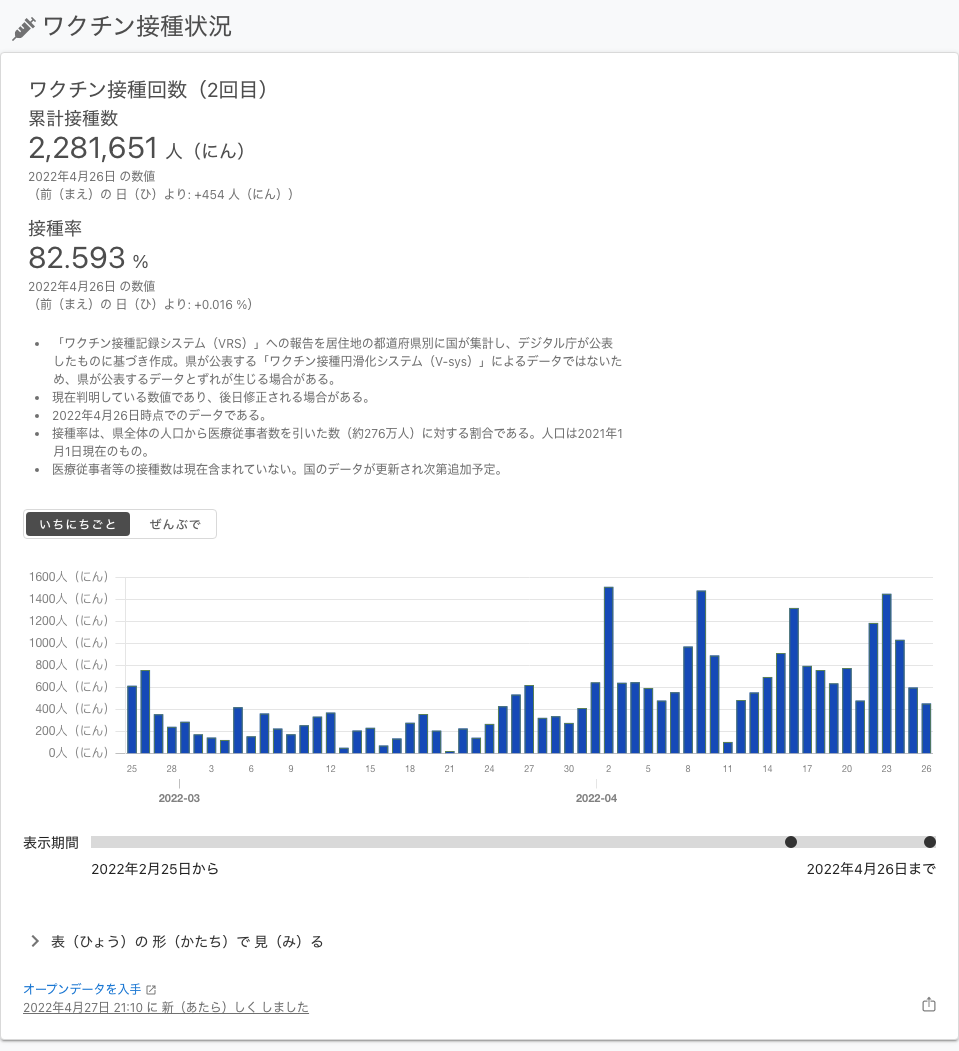 ワクチン接種状況
ワクチン接種回数（2回目）
累計接種数
2,281,651 人（にん）
2022年4月26日 の数値
（前（まえ）の 日（ひ）より: +454 人（にん））
接種率
82.593 %
2022年4月26日 の数値
（前（まえ）の 日（ひ）より: +0.016 %）
• 「ワクチン接種記録システム（VRS）」への報告を居住地の都道府県別に国が集計し、デジタル庁が公表
したものに基づき作成。県が公表する「ワクチン接種円滑化システム（V-sys）」によるデータではないた
め、県が公表するデータとずれが生じる場合がある。
• 現在判明している数値であり、後日修正される場合がある。
• 2022年4月26日時点でのデータである。
• 接種率は、県全体の人口から医療従事者数を引いた数（約276万人）に対する割合である。人口は2021年1
月1日現在のもの。
• 医療従事者等の接種数は現在含まれていない。国のデータが更新され次第追加予定。
いちにちごと ぜんぶで
1600人（にん）
1400人（にん）
1200人（にん）
1000人（にん）
800人（にん）
600人（にん）
400人（にん）
200人（にん）
0人（にん）
25 28 3 6 9 12 15 18 21 24 27 30 2 5 8 11 14 17 20 23 26
2022-03 2022-04
表示期間
2022年2月25日から 2022年4月26日まで
表（ひょう）の 形（かたち）で 見（み）る
オープンデータを入手
2022年4月27日 21:10 に 新（あたら）しく しました